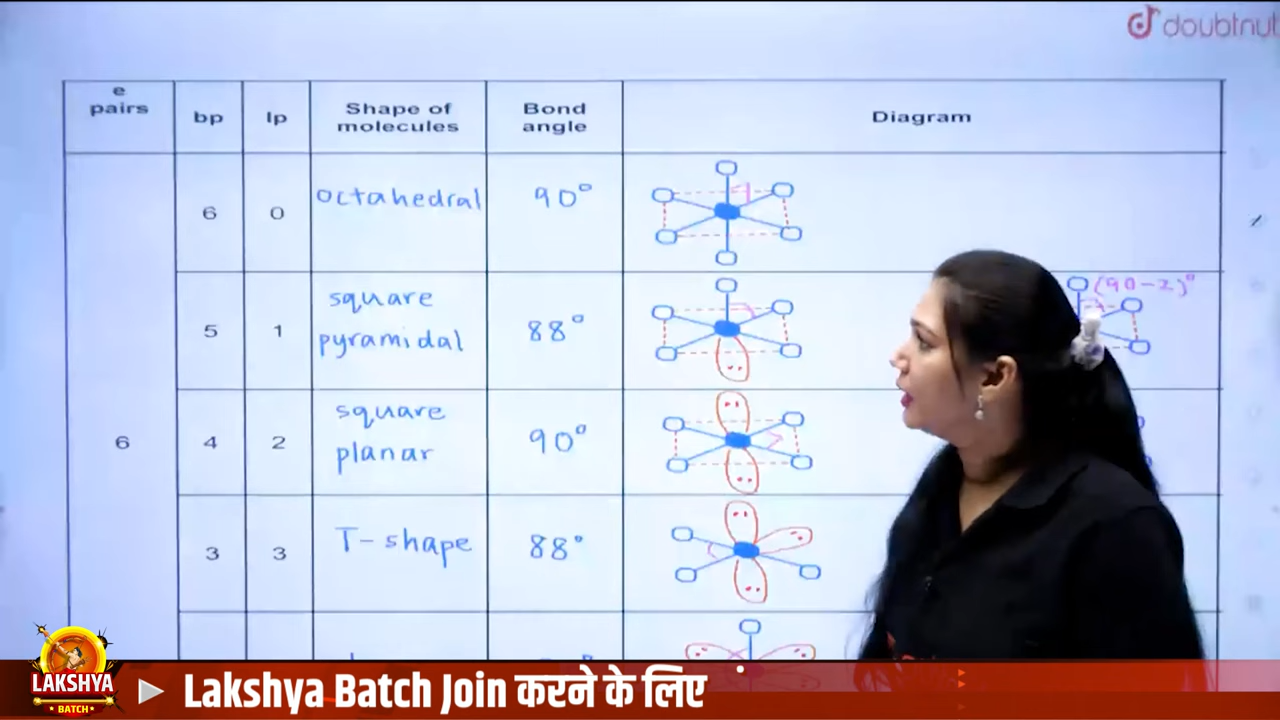 doubtnut
e
pairs
bp
lp
Shape of
molecules
Bond
angle
Diagram
6
6
0
octahedral
90°
5
1
square
pyramidal
88°
(90-2)°
4
2
square
planar
90°
3
3
T-shape
88°
LAKSHYA
BATCH
Lakshya Batch Join करने के लिए